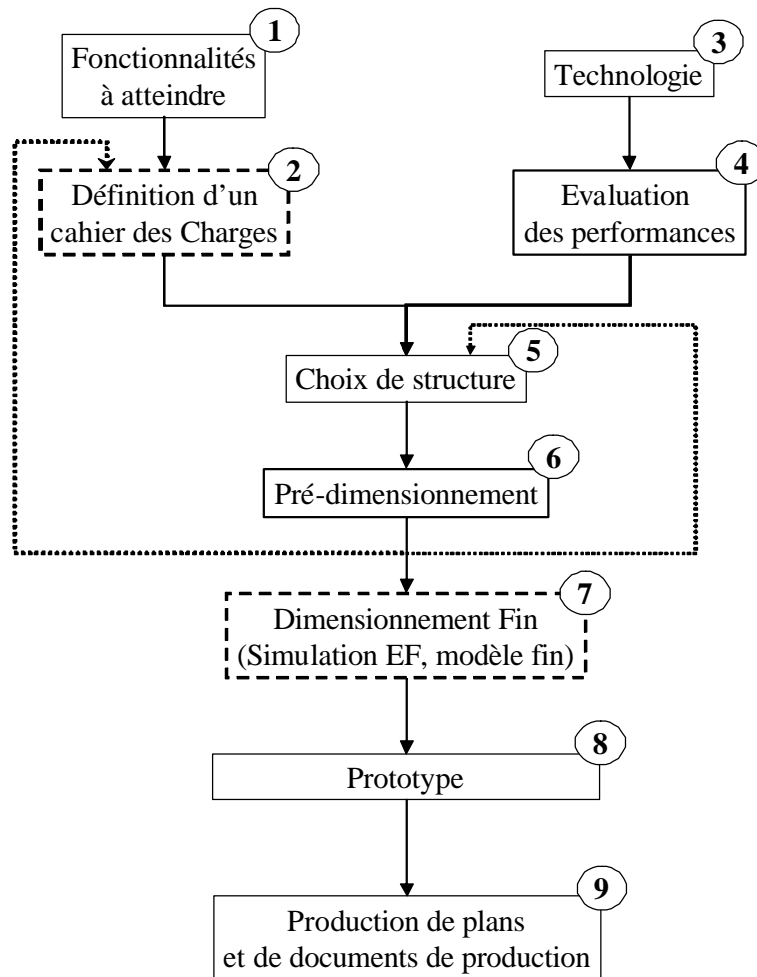 1
Fonctionnalités
à atteindre
2
Définition d'un
cahier des Charges
3
Technologie
4
Evaluation
des performances
5
Choix de structure
6
Pré-dimensionnement
7
Dimensionnement Fin
(Simulation EF, modèle fin)
8
Prototype
9
Production de plans
et de documents de production